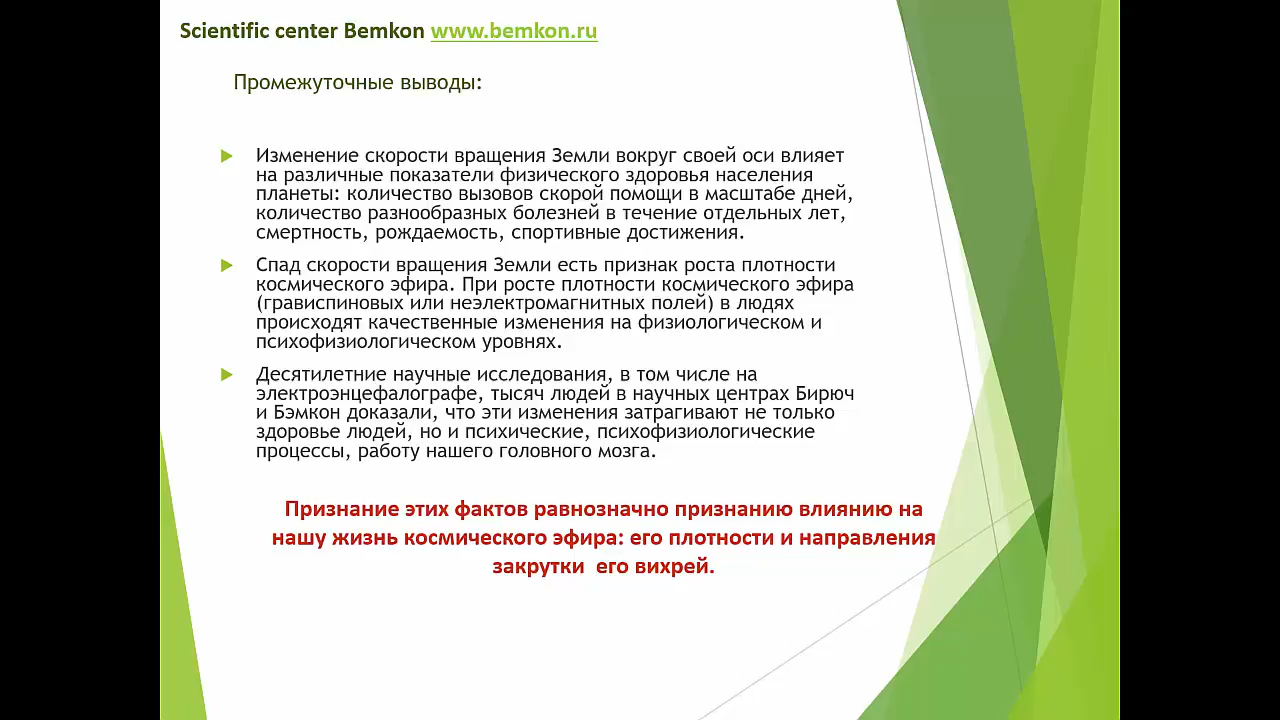 Scientific center Bemkon www.bemkon.ru
Промежуточные выводы:
Изменение скорости вращения Земли вокруг своей оси влияет
на различные показатели физического здоровья населения
планеты: количество вызовов скорой помощи в масштабе дней,
количество разнообразных болезней в течение отдельных лет,
смертность, рождаемость, спортивные достижения.
Спад скорости вращения Земли есть признак роста плотности
космического эфира. При росте плотности космического эфира
(грависпиновых или неэлектромагнитных полей) в людях
происходят качественные изменения на физиологическом и
психофизиологическом уровнях.
Десятилетние научные исследования, в том числе на
электроэнцефалографе, тысяч людей в научных центрах Бирюч
и Бэмкон доказали, что эти изменения затрагивают не только
здоровье людей, но и психические, психофизиологические
процессы, работу нашего головного мозга.
Признание этих фактов равнозначно признанию влиянию на
нашу жизнь космического эфира: его плотности и направления
закрутки его вихрей.